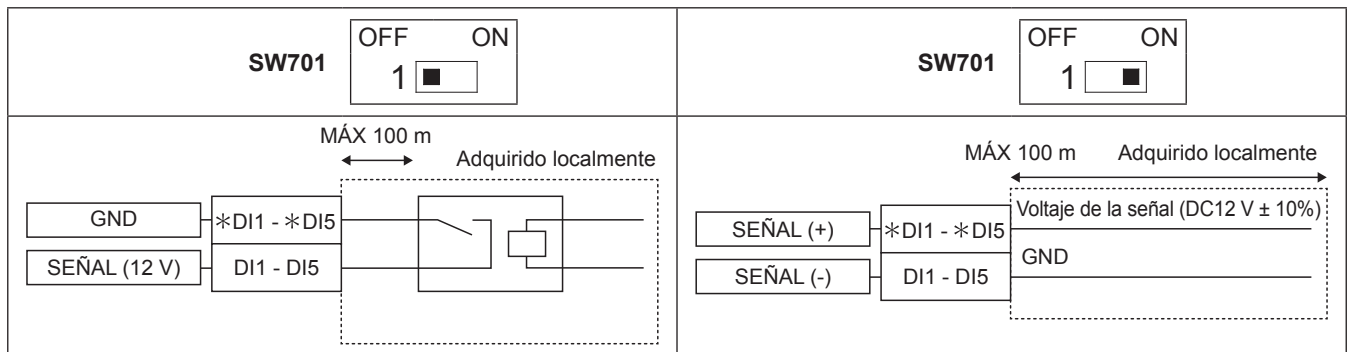 OFF ON
SW701
1
OFF ON
SW701
1
MÁX 100 m
Adquirido localmente
GND
＊DI1 - ＊DI5
SEÑAL (12 V)
DI1 - DI5
MÁX 100 m
Adquirido localmente
Voltaje de la señal (DC12 V ± 10%)
SEÑAL (+)
＊DI1 - ＊DI5
GND
SEÑAL (-)
DI1 - DI5